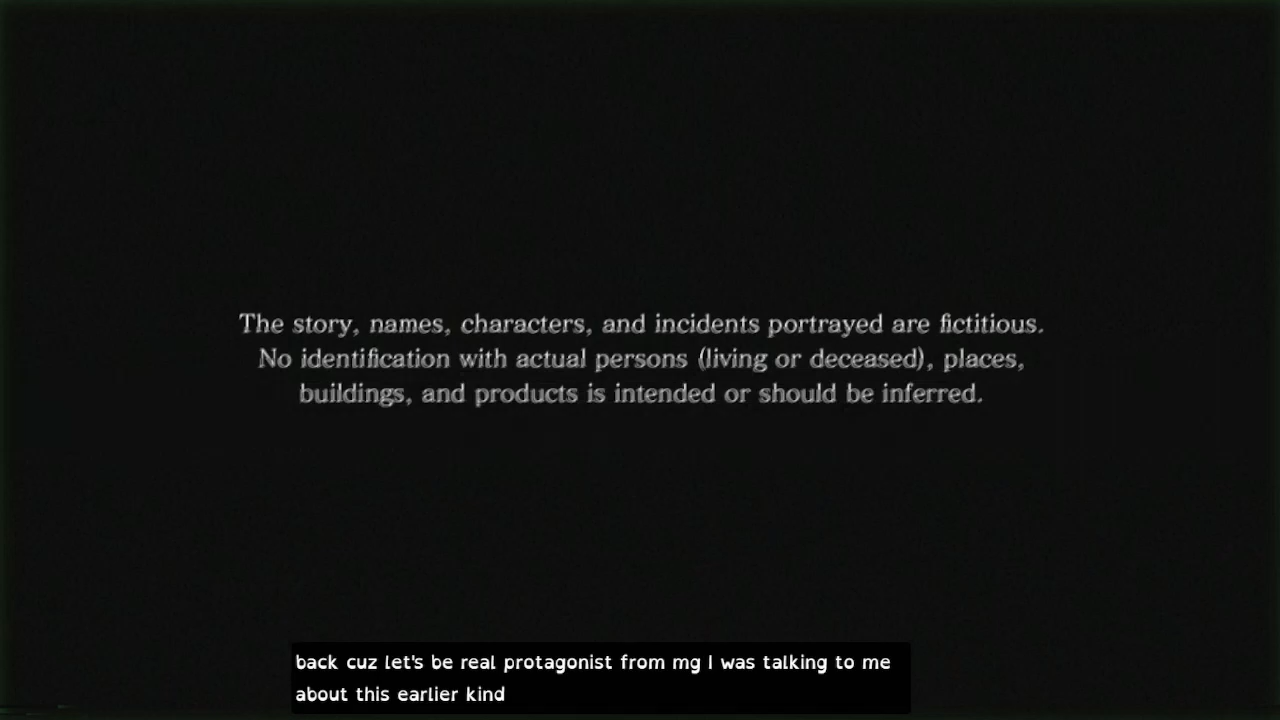 The story, names, characters, and incidents portrayed are fictitious.
No identification with actual persons (living or deceased), places,
buildings, and products is intended or should be inferred.
back cuz let's be real protagonist from mg I was talking to me
about this earlier kind